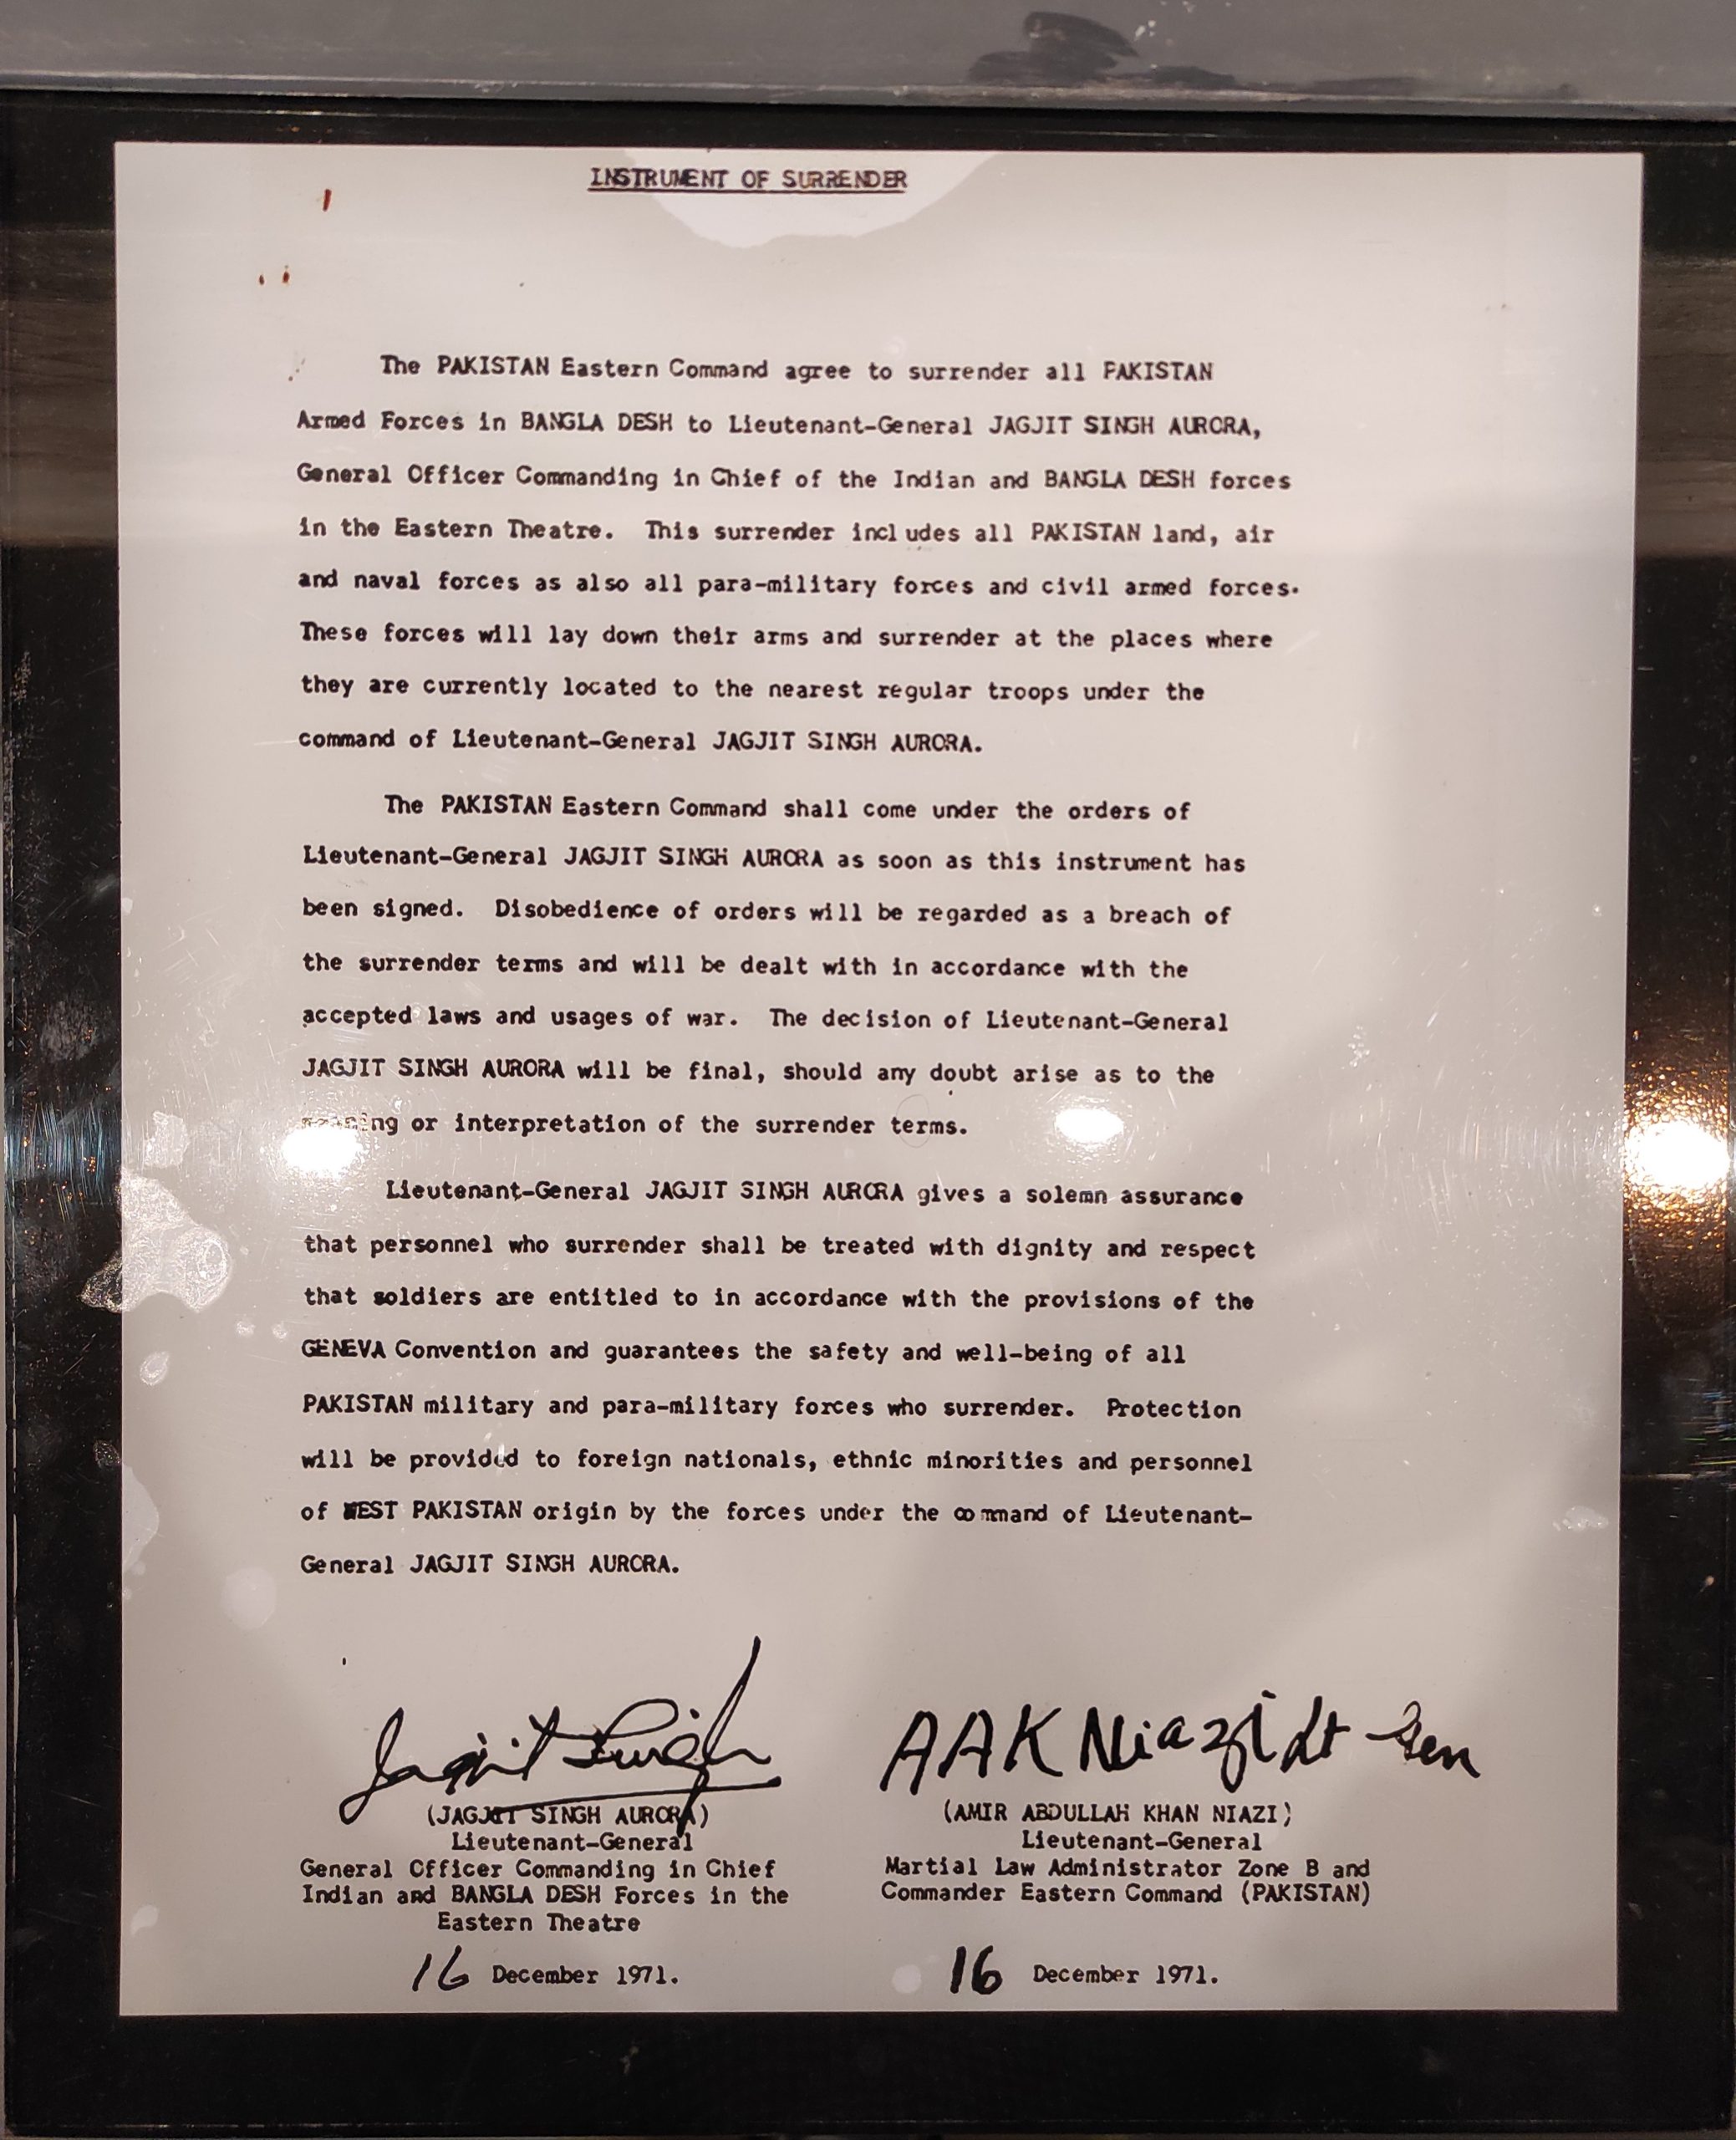 INSTRUMENT OF SURRENDER
The PAKISTAN Eastern Command agree to surrender all PAKISTAN
Armed Forces in BANGLA DESH to Lieutenant-General JAGJIT SINGH AURORA,
General Officer Commanding in Chief of the Indian and BANGLA DESH forces
in the Eastern Theatre. This surrender includes all PAKISTAN land, air
and naval forces as also all para-military forces and civil armed forces.
These forces will lay down their arms and surrender at the places where
they are currently located to the nearest regular troops under the
command of Lieutenant-General JAGJIT SINGH AURORA.
The PAKISTAN Eastern Command shall come under the orders of
Lieutenant-General JAGJIT SINGH AURORA as soon as this instrument has
been signed. Disobedience of orders will be regarded as a breach of
the surrender terms and will be dealt with in accordance with the
accepted laws and usages of war. The decision of Lieutenant-General
JAGJIT SINGH AURORA will be final, should any doubt arise as to the
meaning or interpretation of the surrender terms.
Lieutenant-General JAGJIT SINGH AURORA gives a solemn assurance
that personnel who surrender shall be treated with dignity and respect
that soldiers are entitled to in accordance with the provisions of the
GENEVA Convention and guarantees the safety and well-being of all
PAKISTAN military and para-military forces who surrender. Protection
will be provided to foreign nationals, ethnic minorities and personnel
of WEST PAKISTAN origin by the forces under the command of Lieutenant-
General JAGJIT SINGH AURORA.
Jagjit Singh
(JAGJIT SINGH AURORA)
Lieutenant-General
General Officer Commanding in Chief
Indian and BANGLA DESH Forces in the
Eastern Theatre
16 December 1971.
AAK Niazi Lt Gen
(AMIR ABDULLAH KHAN NIAZI)
Lieutenant-General
Martial Law Administrator Zone B and
Commander Eastern Command (PAKISTAN)
16 December 1971.